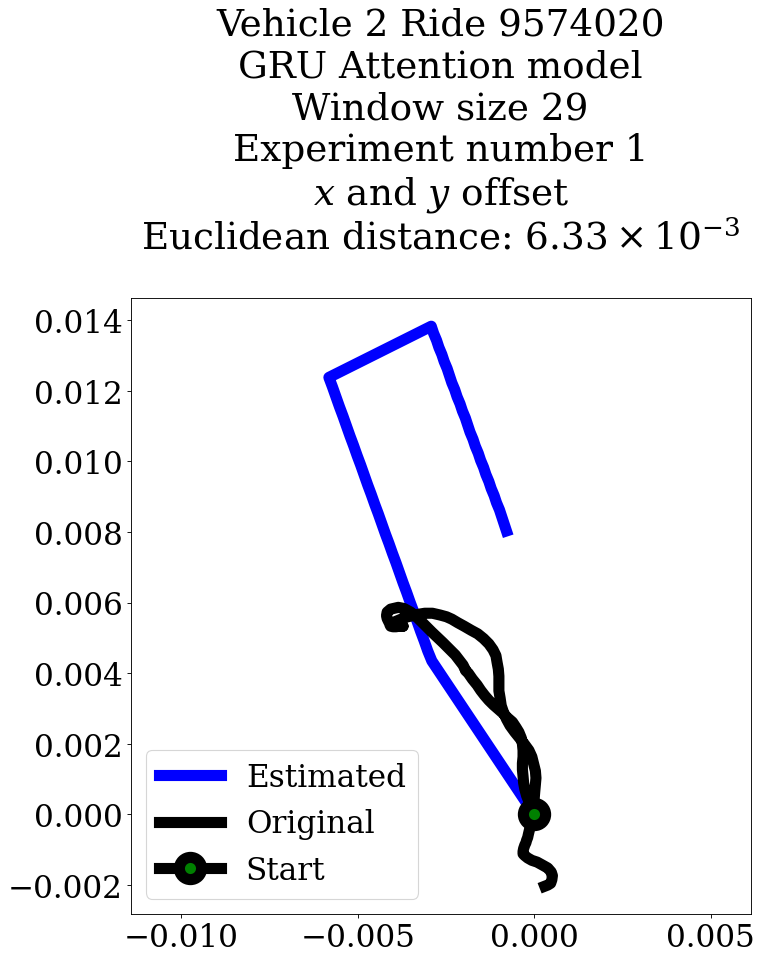 Vehicle 2 Ride 9574020
GRU Attention model
Window size 29
Experiment number 1
x and y offset
Euclidean distance: 6.33 × 10⁻³
0.014
0.012
0.010
0.008
0.006
0.004
0.002
0.000
−0.002
Estimated
Original
Start
−0.010 −0.005 0.000 0.005